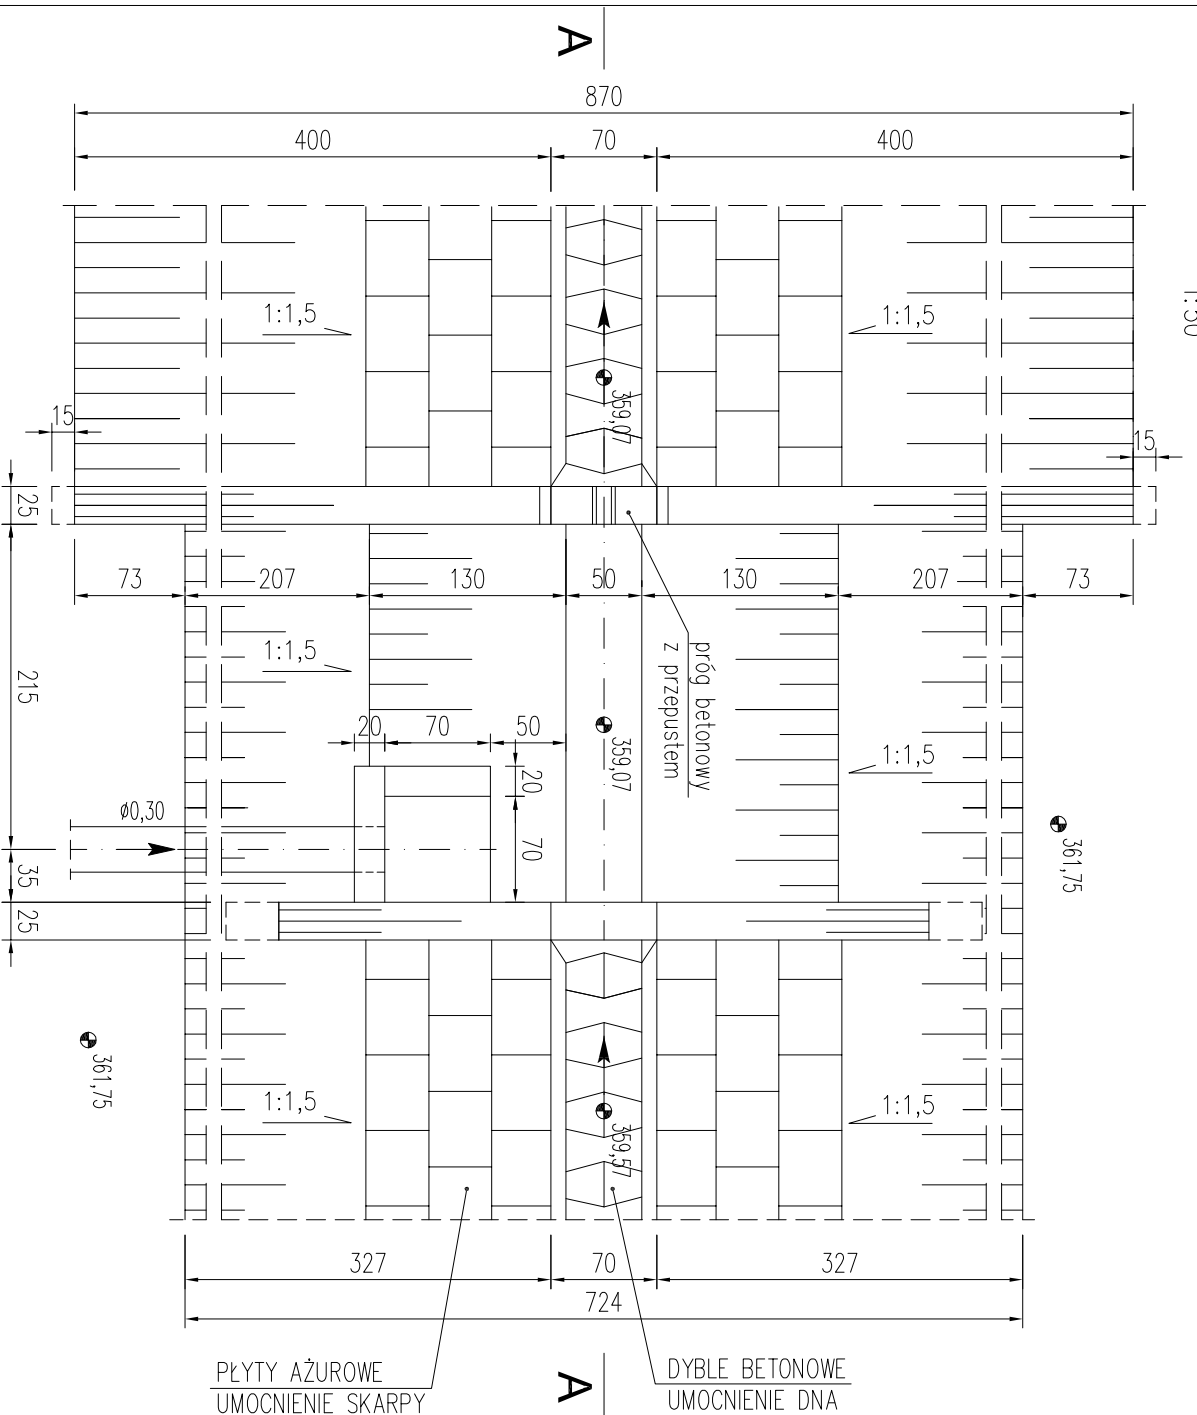 A
870
400 70 400
1:50
1:1,5 1:1,5
359,07
15 15
25
73 207 130 50 130 207 73
1:1,5
215
próg betonowy
z przepustem
20 70 50
359,07
1:1,5
20
ø0,30
70
361,75
35
25
361,75
1:1,5 1:1,5
359,57
327 70 327
724
PŁYTY AŻUROWE
UMOCNIENIE SKARPY
DYBLE BETONOWE
UMOCNIENIE DNA
A